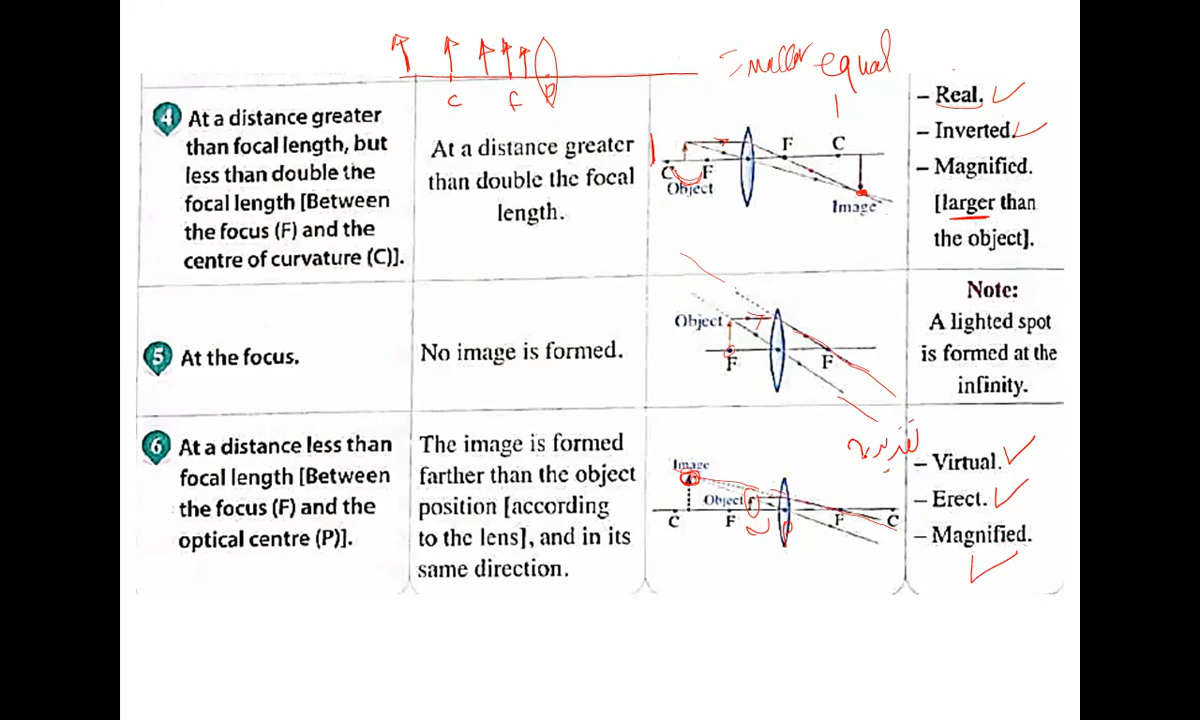 Smaller equal
C F P
4 At a distance greater
than focal length, but
less than double the
focal length [Between
the focus (F) and the
centre of curvature (C)].
At a distance greater
than double the focal
length.
F C
C F
Object
Image
– Real.
– Inverted.
– Magnified.
[larger than
the object].
5 At the focus.
No image is formed.
Object
F F
Note:
A lighted spot
is formed at the
infinity.
6 At a distance less than
focal length [Between
the focus (F) and the
optical centre (P)].
The image is formed
farther than the object
position [according
to the lens], and in its
same direction.
Image
Object
C F P F C
– Virtual.
– Erect.
– Magnified.